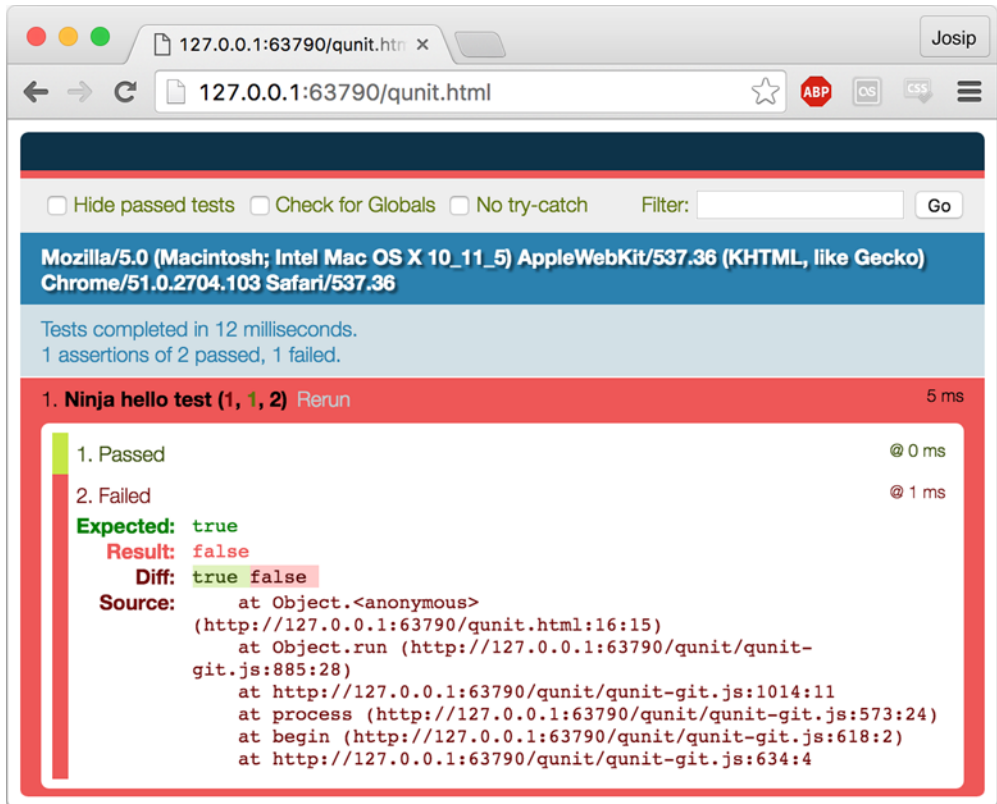 127.0.0.1:63790/qunit.htm
Josip
127.0.0.1:63790/qunit.html
ABP
OS
CSS
Hide passed tests Check for Globals No try-catch Filter: Go
Mozilla/5.0 (Macintosh; Intel Mac OS X 10_11_5) AppleWebKit/537.36 (KHTML, like Gecko)
Chrome/51.0.2704.103 Safari/537.36
Tests completed in 12 milliseconds.
1 assertions of 2 passed, 1 failed.
1. Ninja hello test (1, 1, 2) Rerun 5 ms
1. Passed @ 0 ms
2. Failed @ 1 ms
Expected: true
Result: false
Diff: true false
Source: at Object.<anonymous>
(http://127.0.0.1:63790/qunit.html:16:15)
at Object.run (http://127.0.0.1:63790/qunit/qunit-
git.js:885:28)
at http://127.0.0.1:63790/qunit/qunit-git.js:1014:11
at process (http://127.0.0.1:63790/qunit/qunit-git.js:573:24)
at begin (http://127.0.0.1:63790/qunit/qunit-git.js:618:2)
at http://127.0.0.1:63790/qunit/qunit-git.js:634:4